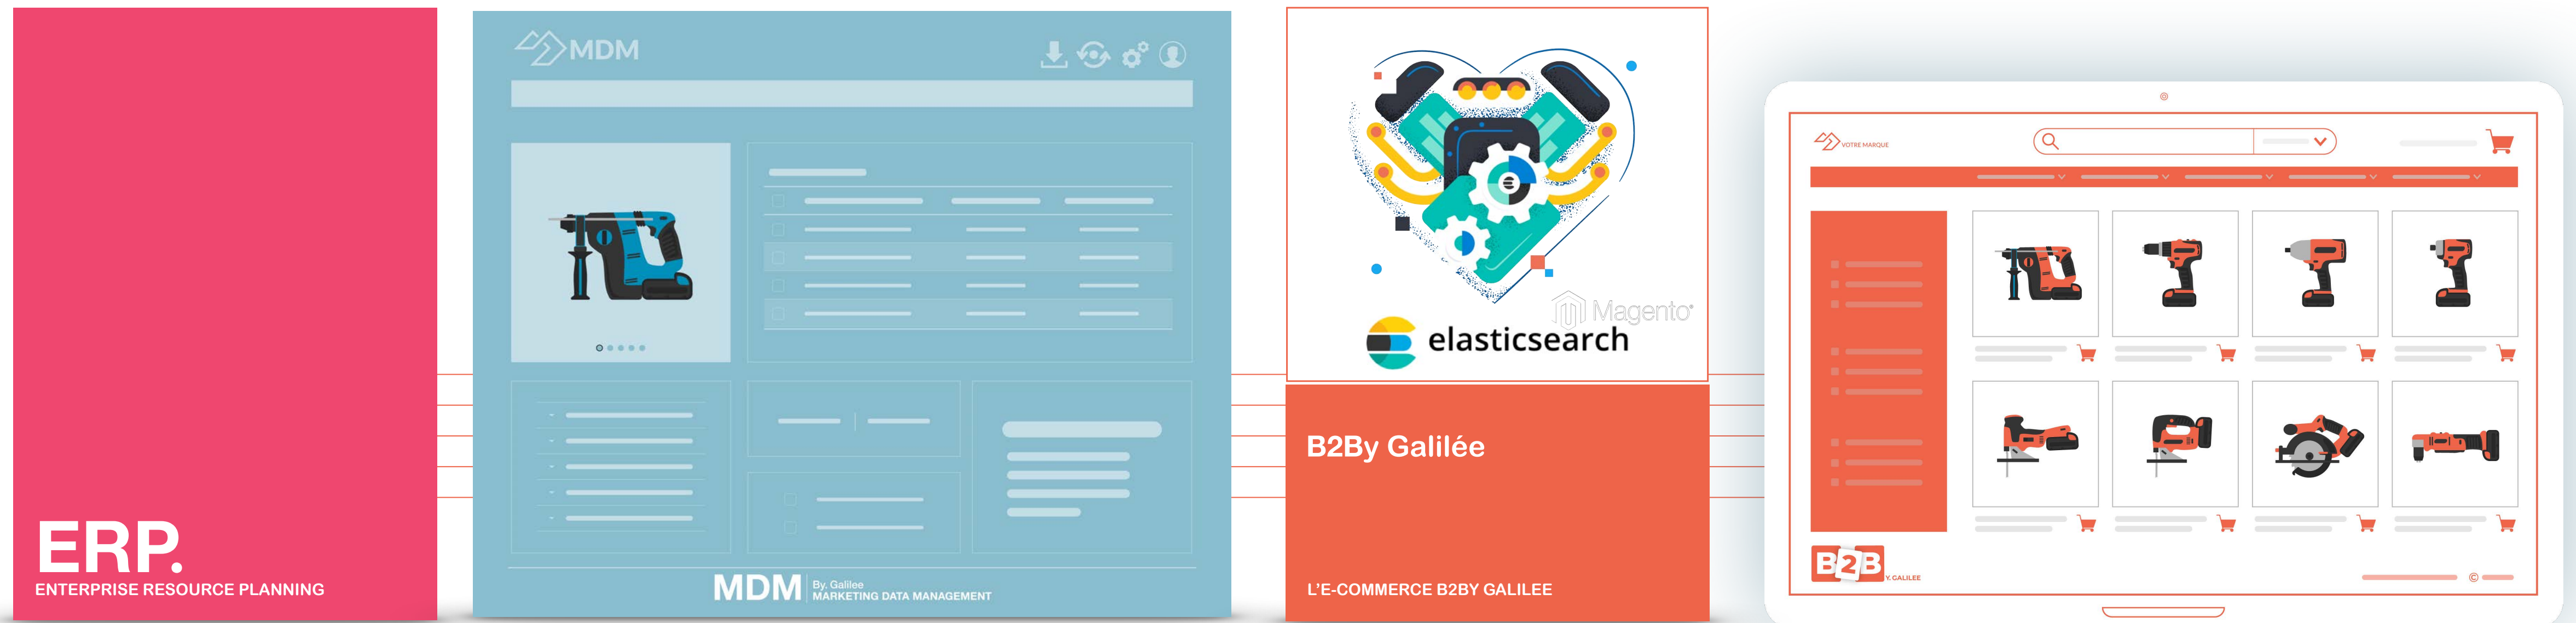 ERP.
ENTERPRISE RESOURCE PLANNING
MDM
MDM
By. Galilee
MARKETING DATA MANAGEMENT
Magento
elasticsearch
B2By Galilée
L'E-COMMERCE B2BY GALILEE
VOTRE MARQUE
B2B
Y. GALILEE
©